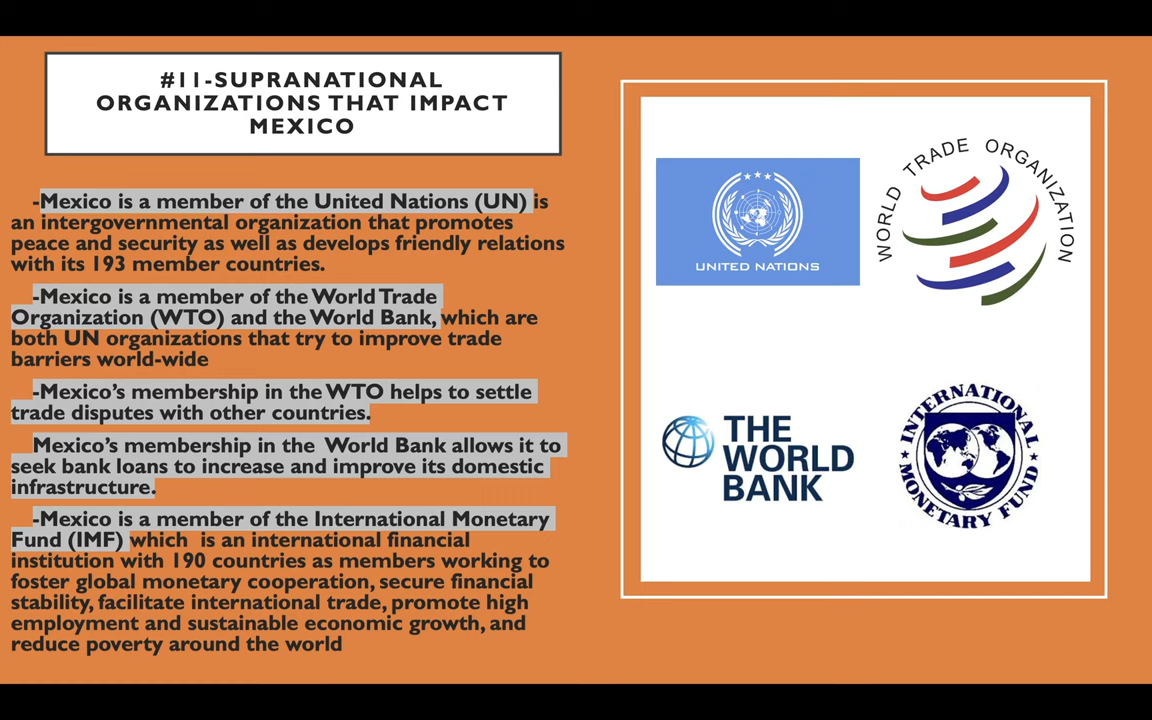 #11-SUPRANATIONAL
ORGANIZATIONS THAT IMPACT
MEXICO
-Mexico is a member of the United Nations (UN) is
an intergovernmental organization that promotes
peace and security as well as develops friendly relations
with its 193 member countries.
-Mexico is a member of the World Trade
Organization (WTO) and the World Bank, which are
both UN organizations that try to improve trade
barriers world-wide
-Mexico’s membership in the WTO helps to settle
trade disputes with other countries.
Mexico’s membership in the World Bank allows it to
seek bank loans to increase and improve its domestic
infrastructure.
-Mexico is a member of the International Monetary
Fund (IMF) which is an international financial
institution with 190 countries as members working to
foster global monetary cooperation, secure financial
stability, facilitate international trade, promote high
employment and sustainable economic growth, and
reduce poverty around the world
UNITED NATIONS
WORLD TRADE ORGANIZATION
THE
WORLD
BANK
INTERNATIONAL
MONETARY FUND